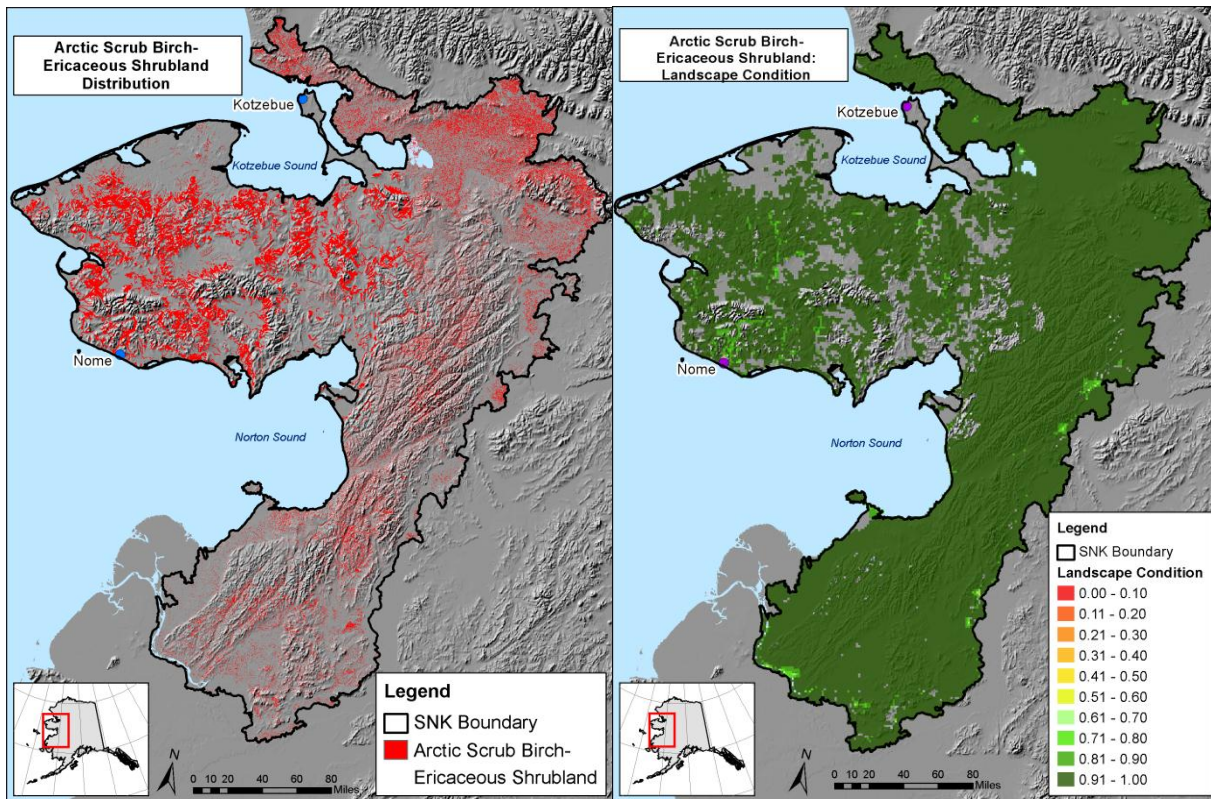 Arctic Scrub Birch-
Ericaceous Shrubland
Distribution
Kotzebue
Kotzebue Sound
Nome
Norton Sound
Legend
SNK Boundary
Arctic Scrub Birch-
Ericaceous Shrubland
N
0 10 20 40 60 80
Miles
Arctic Scrub Birch-
Ericaceous Shrubland:
Landscape Condition
Kotzebue
Kotzebue Sound
Nome
Norton Sound
Legend
SNK Boundary
Landscape Condition
0.00 - 0.10
0.11 - 0.20
0.21 - 0.30
0.31 - 0.40
0.41 - 0.50
0.51 - 0.60
0.61 - 0.70
0.71 - 0.80
0.81 - 0.90
0.91 - 1.00
N
0 10 20 40 60 80
Miles